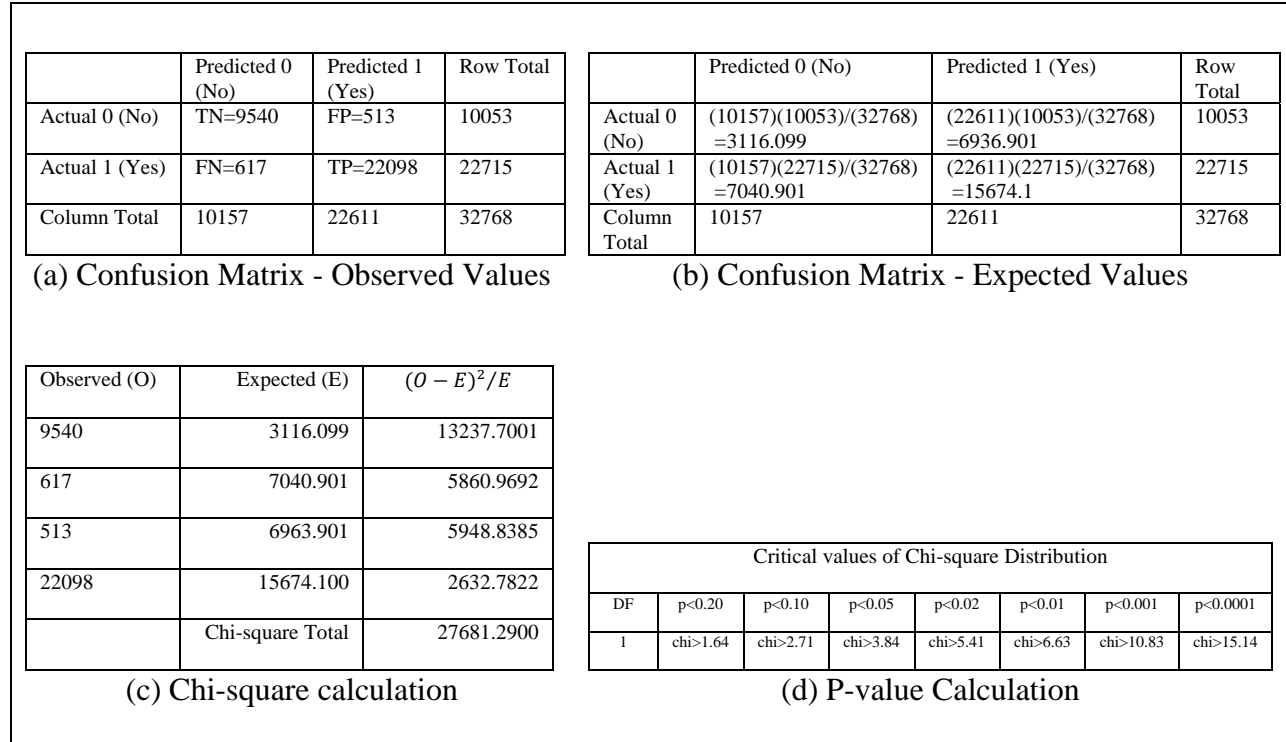 Predicted 0 (No) Predicted 1 (Yes) Row Total
Actual 0 (No) TN=9540 FP=513 10053
Actual 1 (Yes) FN=617 TP=22098 22715
Column Total 10157 22611 32768
(a) Confusion Matrix - Observed Values
Predicted 0 (No) Predicted 1 (Yes) Row Total
Actual 0 (No) (10157)(10053)/(32768) =3116.099 (22611)(10053)/(32768) =6936.901 10053
Actual 1 (Yes) (10157)(22715)/(32768) =7040.901 (22611)(22715)/(32768) =15674.1 22715
Column Total 10157 22611 32768
(b) Confusion Matrix - Expected Values
Observed (O) Expected (E) (O − E)²/E
9540 3116.099 13237.7001
617 7040.901 5860.9692
513 6963.901 5948.8385
22098 15674.100 2632.7822
Chi-square Total 27681.2900
(c) Chi-square calculation
Critical values of Chi-square Distribution
DF p<0.20 p<0.10 p<0.05 p<0.02 p<0.01 p<0.001 p<0.0001
1 chi>1.64 chi>2.71 chi>3.84 chi>5.41 chi>6.63 chi>10.83 chi>15.14
(d) P-value Calculation